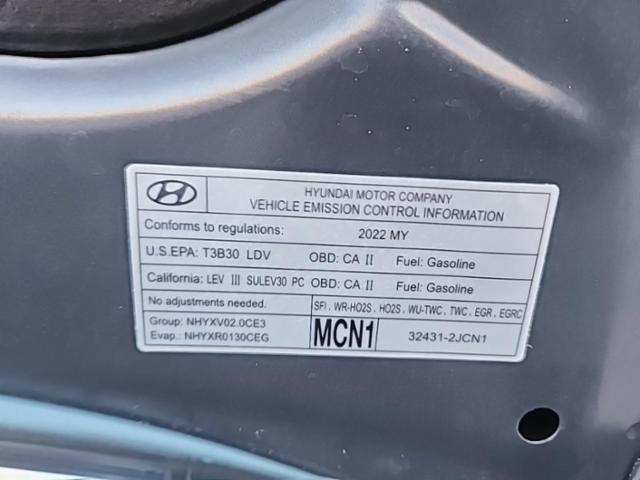 HYUNDAI MOTOR COMPANY
VEHICLE EMISSION CONTROL INFORMATION
Conforms to regulations: 2022 MY
U.S.EPA: T3B30 LDV OBD: CA II Fuel: Gasoline
California: LEV III SULEV30 PC OBD: CA II Fuel: Gasoline
No adjustments needed. SFI, WR-HO2S, HO2S, WU-TWC, TWC, EGR, EGRC
Group: NHYXV02.0CE3
Evap.: NHYXR0130CEG
MCN1
32431-2JCN1